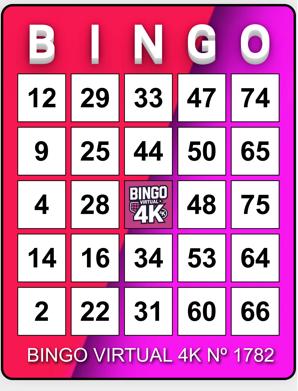 BINGO
12 29 33 47 74
9 25 44 50 65
4 28 BINGO VIRTUAL 4K 48 75
14 16 34 53 64
2 22 31 60 66
BINGO VIRTUAL 4K Nº 1782